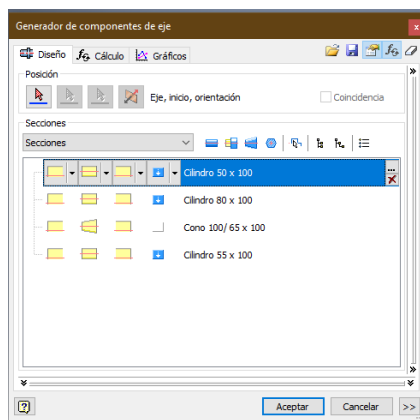 Generador de componentes de eje
Diseño Cálculo Gráficos
Posición
Eje, inicio, orientación Coincidencia
Secciones
Secciones
Cilindro 50 x 100
Cilindro 80 x 100
Cono 100/ 65 x 100
Cilindro 55 x 100
Aceptar Cancelar >>